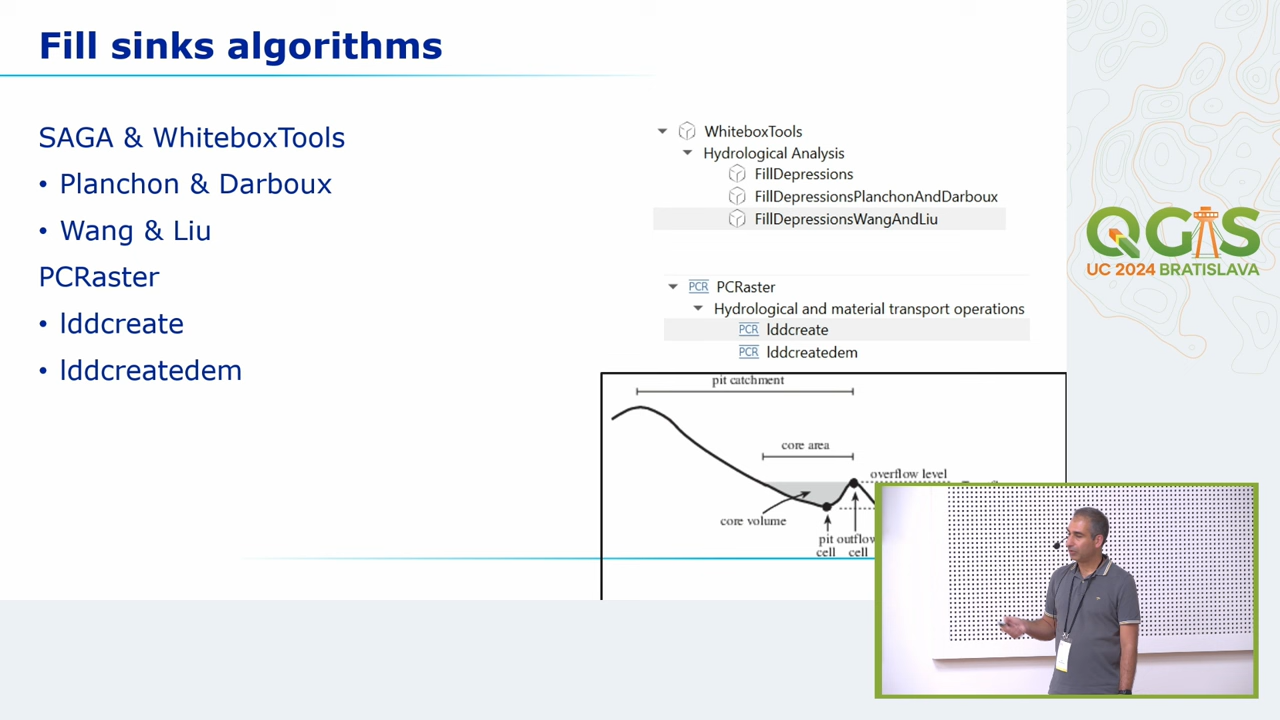 Fill sinks algorithms
SAGA & WhiteboxTools
• Planchon & Darboux
• Wang & Liu
PCRaster
• lddcreate
• lddcreatedem
WhiteboxTools
Hydrological Analysis
FillDepressions
FillDepressionsPlanchonAndDarboux
FillDepressionsWangAndLiu
PCR PCRaster
Hydrological and material transport operations
PCR lddcreate
PCR lddcreatedem
pit catchment
core area
overflow level
core volume
pit outflow
cell cell
QGIS
UC 2024 BRATISLAVA